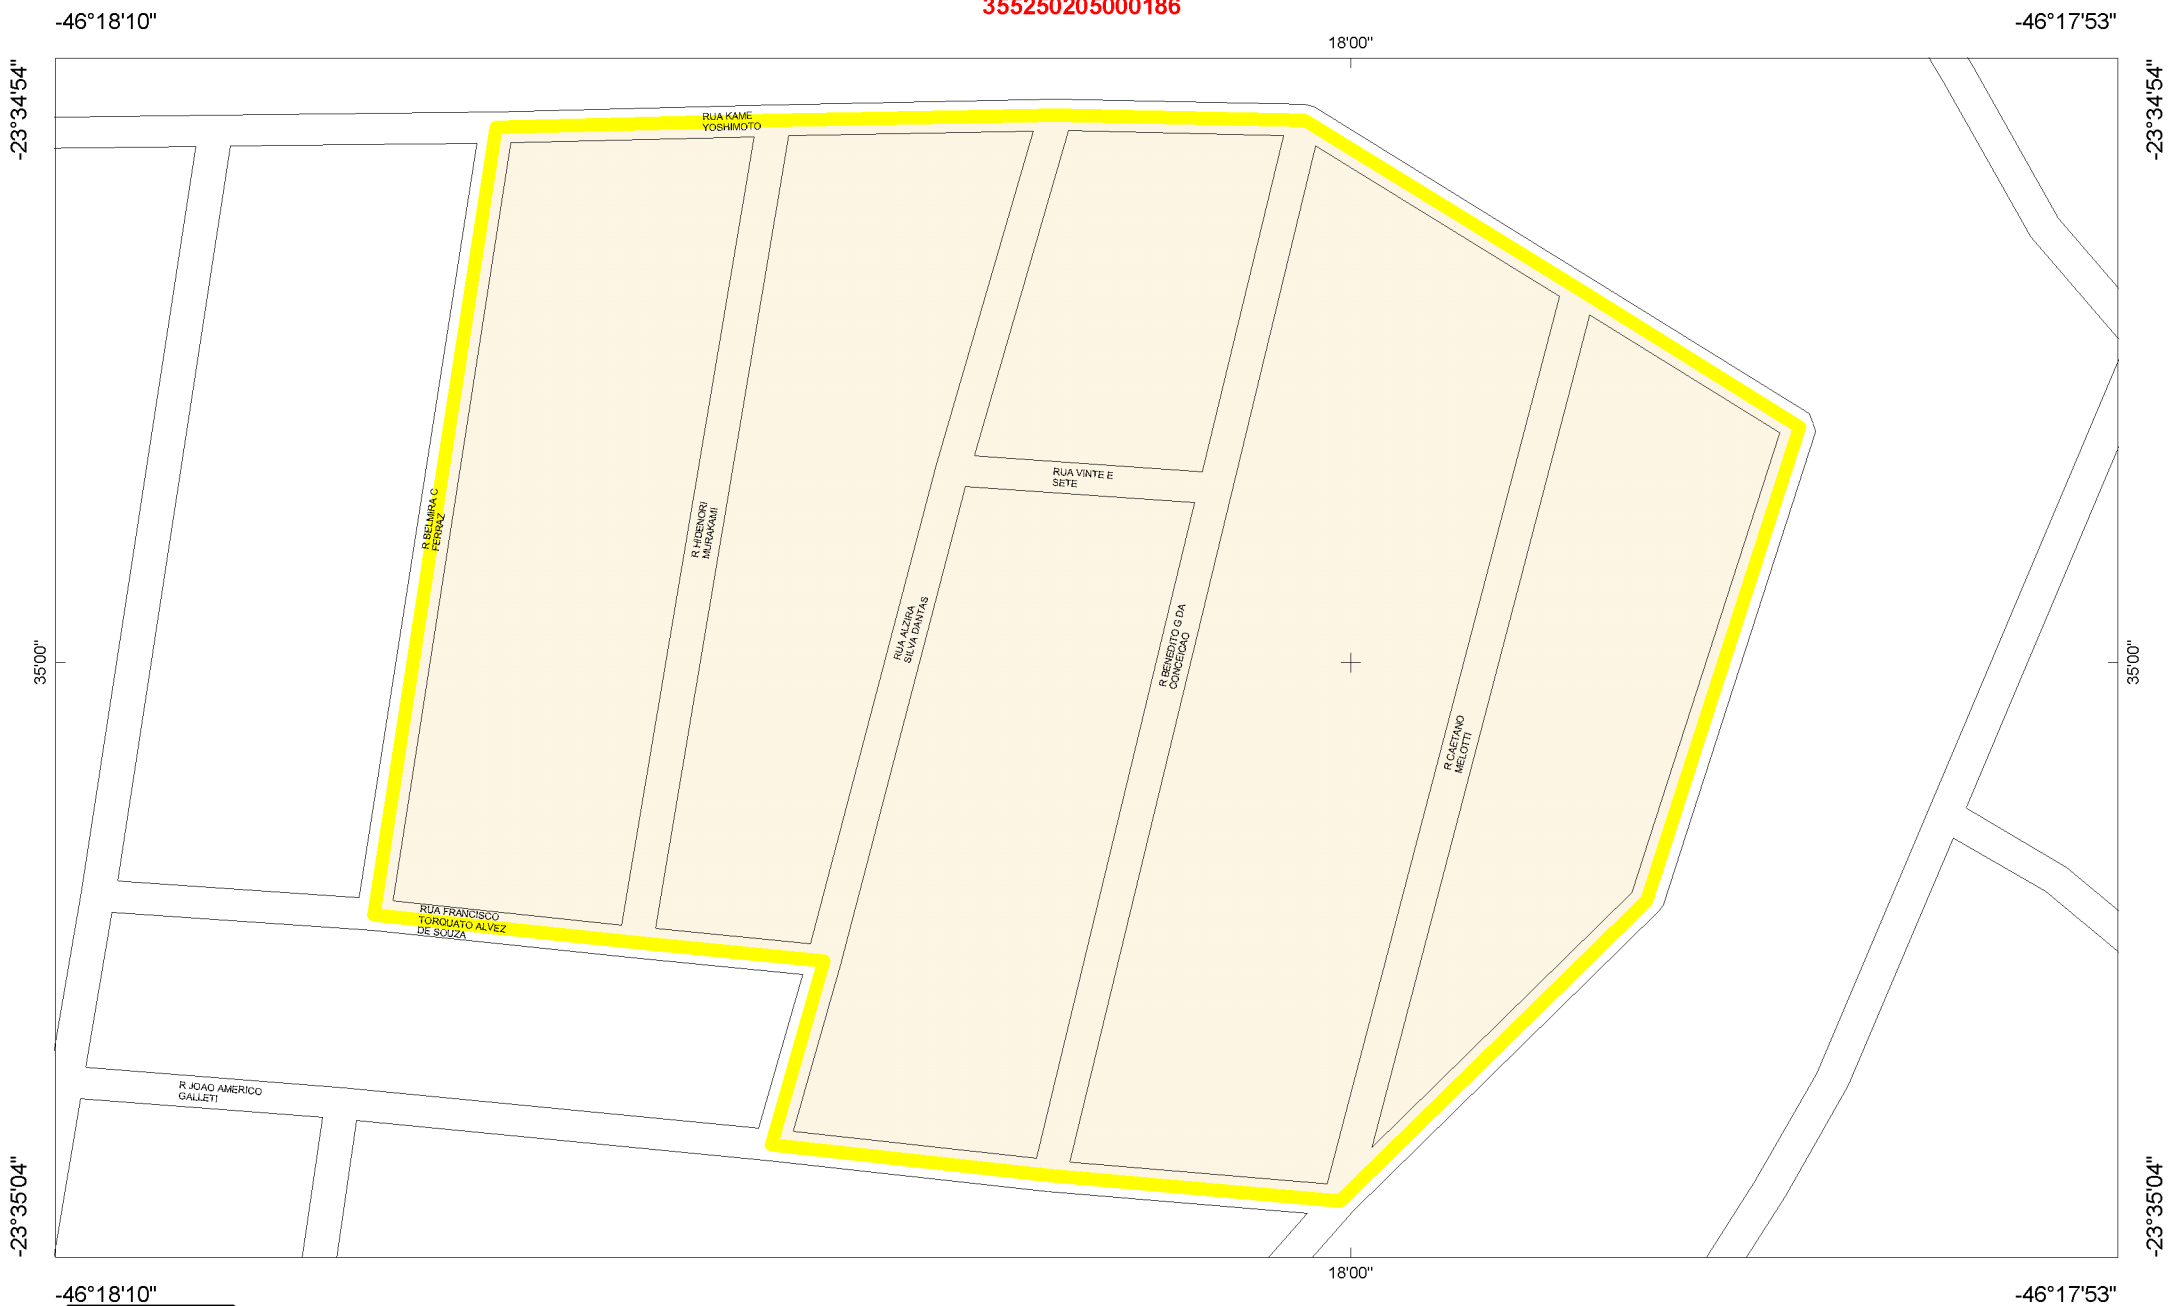 355250205000186
-46°18'10"
-46°17'53"
18'00"
-23°34'54"
-23°34'54"
RUA KAME
YOSHIMOTO
RUA VINTE E
SETE
R BELMIRA C
FERRAZ
R HIDENORI
MURAKAMI
RUA ALZIRA
SILVA DANTAS
R BENEDITO G DA
CONCEICAO
35'00"
35'00"
R CAETANO
MELOTTI
RUA FRANCISCO
TORQUATO ALVEZ
DE SOUZA
R JOAO AMERICO
GALLETI
-23°35'04"
-23°35'04"
18'00"
-46°18'10"
-46°17'53"